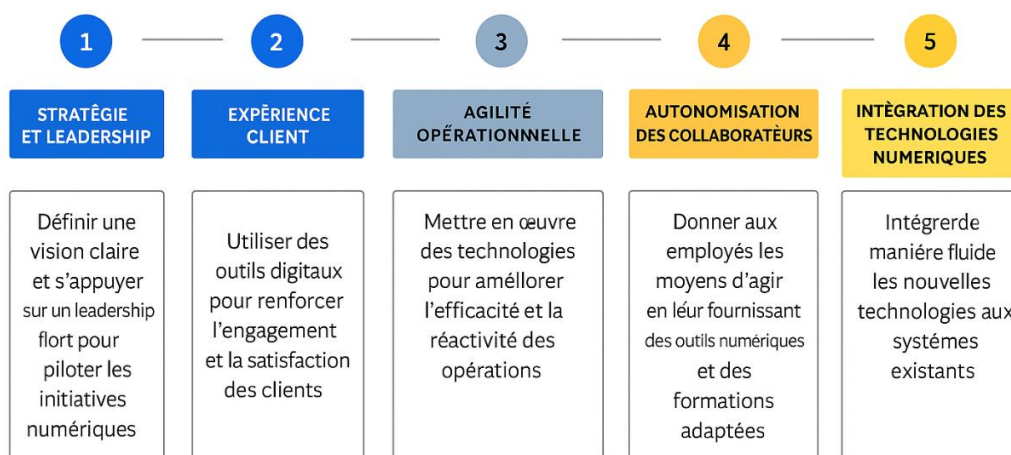 1
2
3
4
5
STRATÊGIE
ET LEADERSHIP
EXPĒRIENCE
CLIENT
AGILITÉ
OPÉRATIONNNELLE
AUTONOMISATION
DES COLLABORATÈURS
INTÈGRATION DES
TECHNOLOGIES
NUMERIQUES
Définir une
vision claire
et s’appuyer
sur un leadership
flort pour
piloter les
initiatives
numériques
Utiliser des
outils digitaux
pour renforcer
l’engagement
et la satisfaction
des clients
Mettre en œuvre
des technologies
pour améllorer
l’efficacité et la
réactivité des
opérations
Donner aux
employés les
moyens d’agir
en léur fournissant
des outils numériques
et des
formations
adaptées
Intégrerde
maniére fluide
les nouvelles
technologies aux
systémes
existants